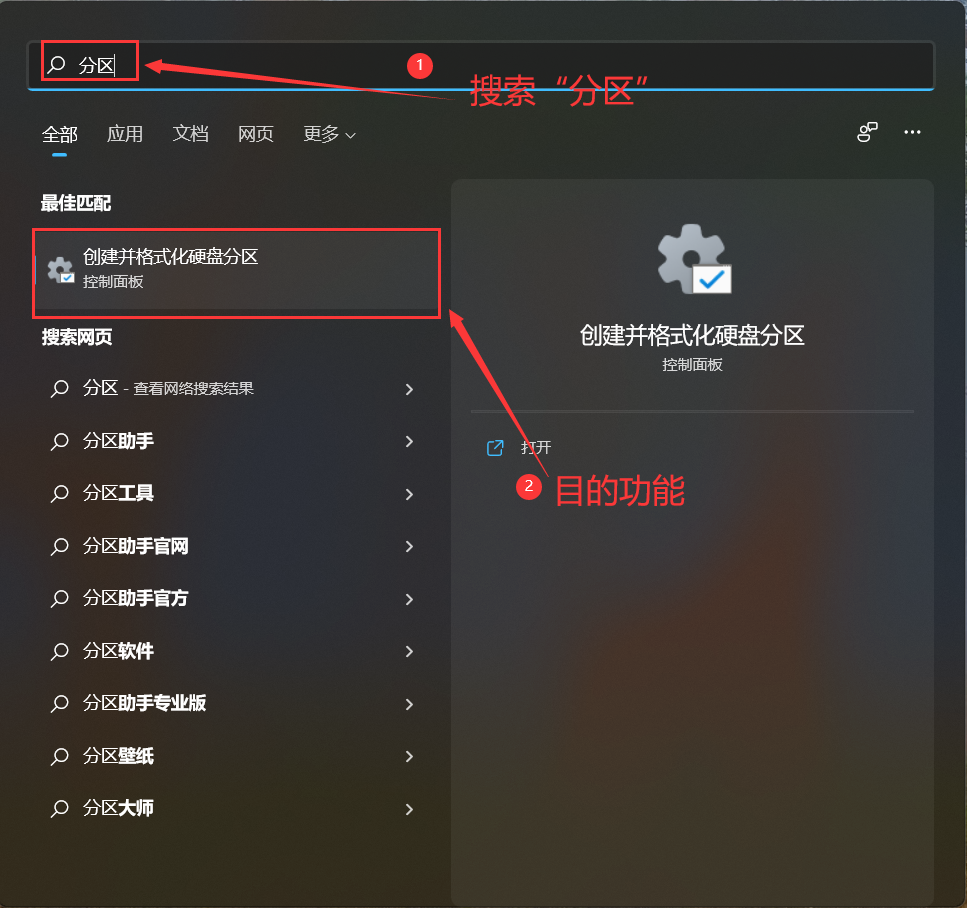 分区
1
搜索“分区”
全部 应用 文档 网页 更多
最佳匹配
创建并格式化硬盘分区
控制面板
搜索网页
分区 - 查看网络搜索结果
分区助手
分区工具
分区助手官网
分区助手官方
分区软件
分区助手专业版
分区壁纸
分区大师
创建并格式化硬盘分区
控制面板
打开
2 目的功能